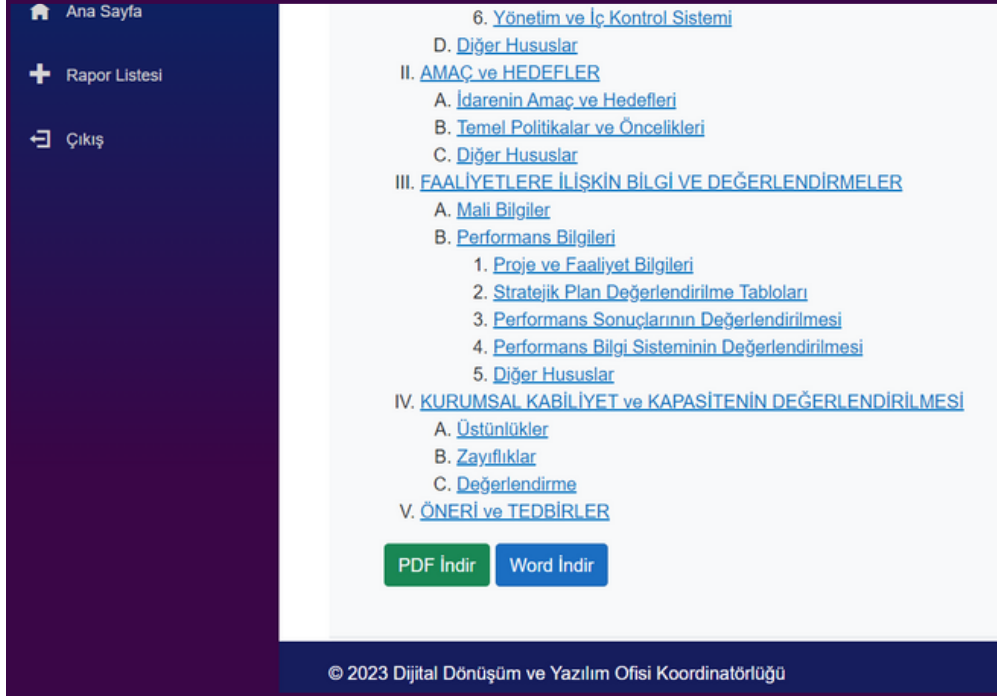 Ana Sayfa
Rapor Listesi
Çıkış
6. Yönetim ve İç Kontrol Sistemi
D. Diğer Hususlar
II. AMAÇ ve HEDEFLER
A. İdarenin Amaç ve Hedefleri
B. Temel Politikalar ve Öncelikleri
C. Diğer Hususlar
III. FAALİYETLERE İLİŞKİN BİLGİ VE DEĞERLENDİRMELER
A. Mali Bilgiler
B. Performans Bilgileri
1. Proje ve Faaliyet Bilgileri
2. Stratejik Plan Değerlendirilme Tabloları
3. Performans Sonuçlarının Değerlendirilmesi
4. Performans Bilgi Sisteminin Değerlendirilmesi
5. Diğer Hususlar
IV. KURUMSAL KABİLİYET ve KAPASİTENİN DEĞERLENDİRİLMESİ
A. Üstünlükler
B. Zayıflıklar
C. Değerlendirme
V. ÖNERİ ve TEDBİRLER
PDF İndir Word İndir
© 2023 Dijital Dönüşüm ve Yazılım Ofisi Koordinatörlüğü